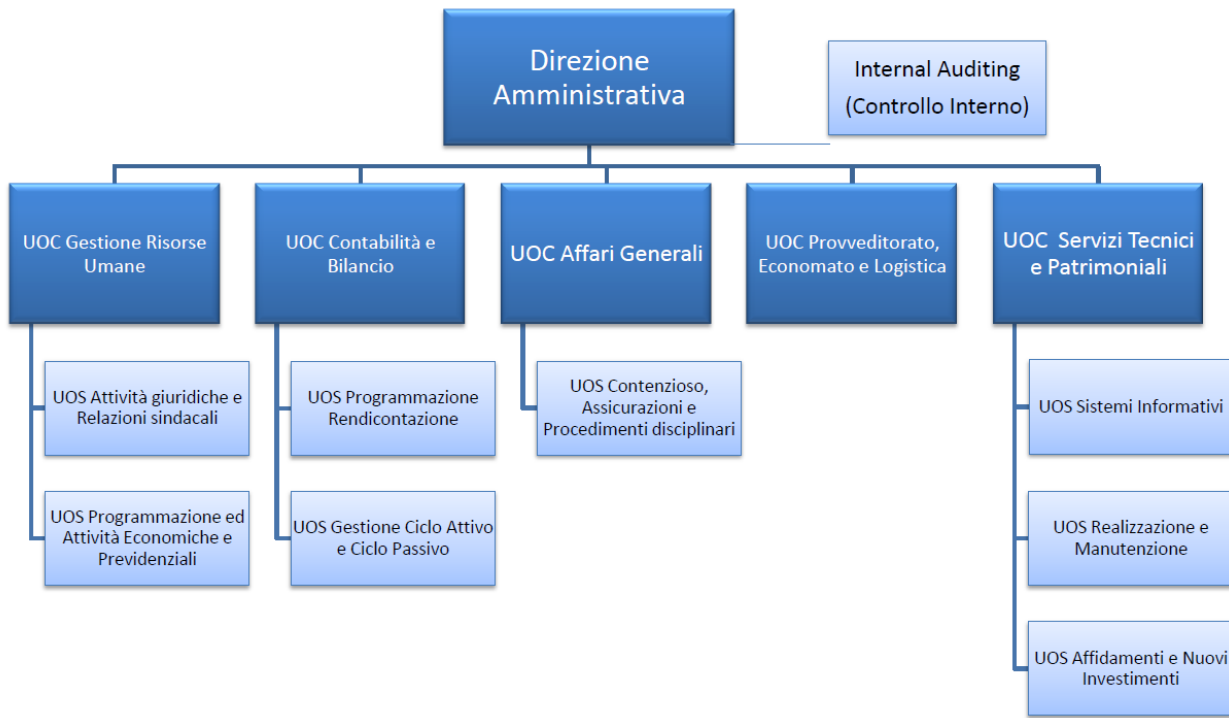 Direzione
Amministrativa
Internal Auditing
(Controllo Interno)
UOC Gestione Risorse
Umane
UOC Contabilità e
Bilancio
UOC Affari Generali
UOC Provveditorato,
Economato e Logistica
UOC Servizi Tecnici
e Patrimoniali
UOS Attività giuridiche e
Relazioni sindacali
UOS Programmazione
Rendicontazione
UOS Contenzioso,
Assicurazioni e
Procedimenti disciplinari
UOS Sistemi Informativi
UOS Programmazione ed
Attività Economiche e
Previdenziali
UOS Gestione Ciclo Attivo
e Ciclo Passivo
UOS Realizzazione e
Manutenzione
UOS Affidamenti e Nuovi
Investimenti